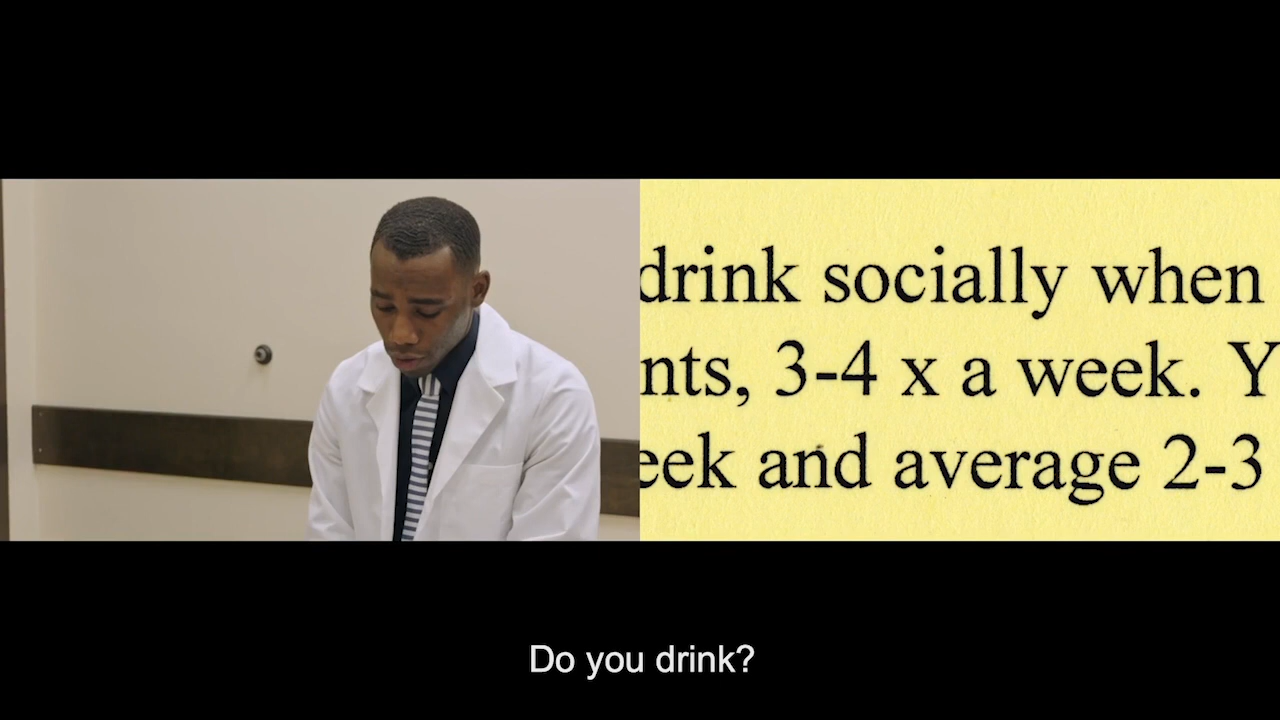 drink socially when
nts, 3-4 x a week. Y
eek and average 2-3
Do you drink?